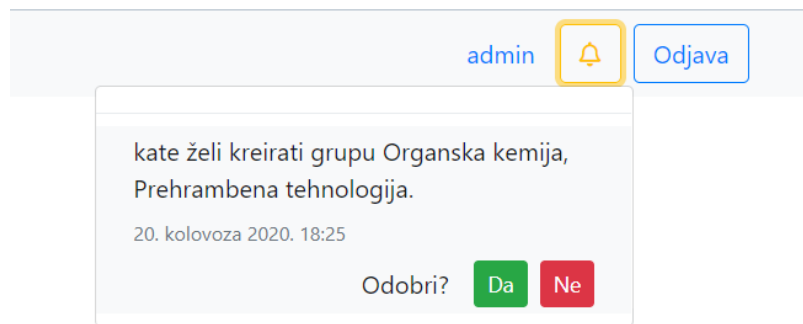 admin Odjava
kate želi kreirati grupu Organska kemija,
Prehrambena tehnologija.
20. kolovoza 2020. 18:25
Odobri? Da Ne